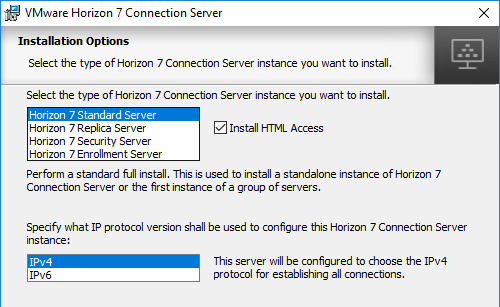 VMware Horizon 7 Connection Server
Installation Options
Select the type of Horizon 7 Connection Server instance you want to install.
Select the type of Horizon 7 Connection Server instance you want to install.
Horizon 7 Standard Server
Horizon 7 Replica Server
Horizon 7 Security Server
Horizon 7 Enrollment Server
Install HTML Access
Perform a standard full install. This is used to install a standalone instance of Horizon 7
Connection Server or the first instance of a group of servers.
Specify what IP protocol version shall be used to configure this Horizon 7 Connection Server
instance:
IPv4
IPv6
This server will be configured to choose the IPv4
protocol for establishing all connections.